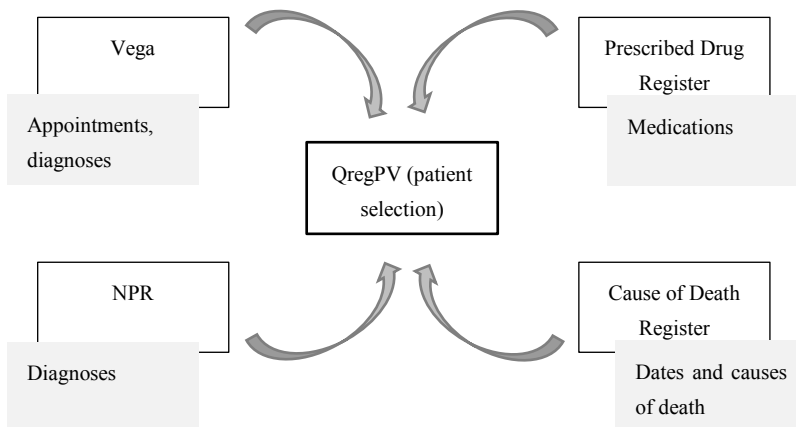 Vega
Appointments,
diagnoses
Prescribed Drug
Register
Medications
QregPV (patient
selection)
NPR
Diagnoses
Cause of Death
Register
Dates and causes
of death